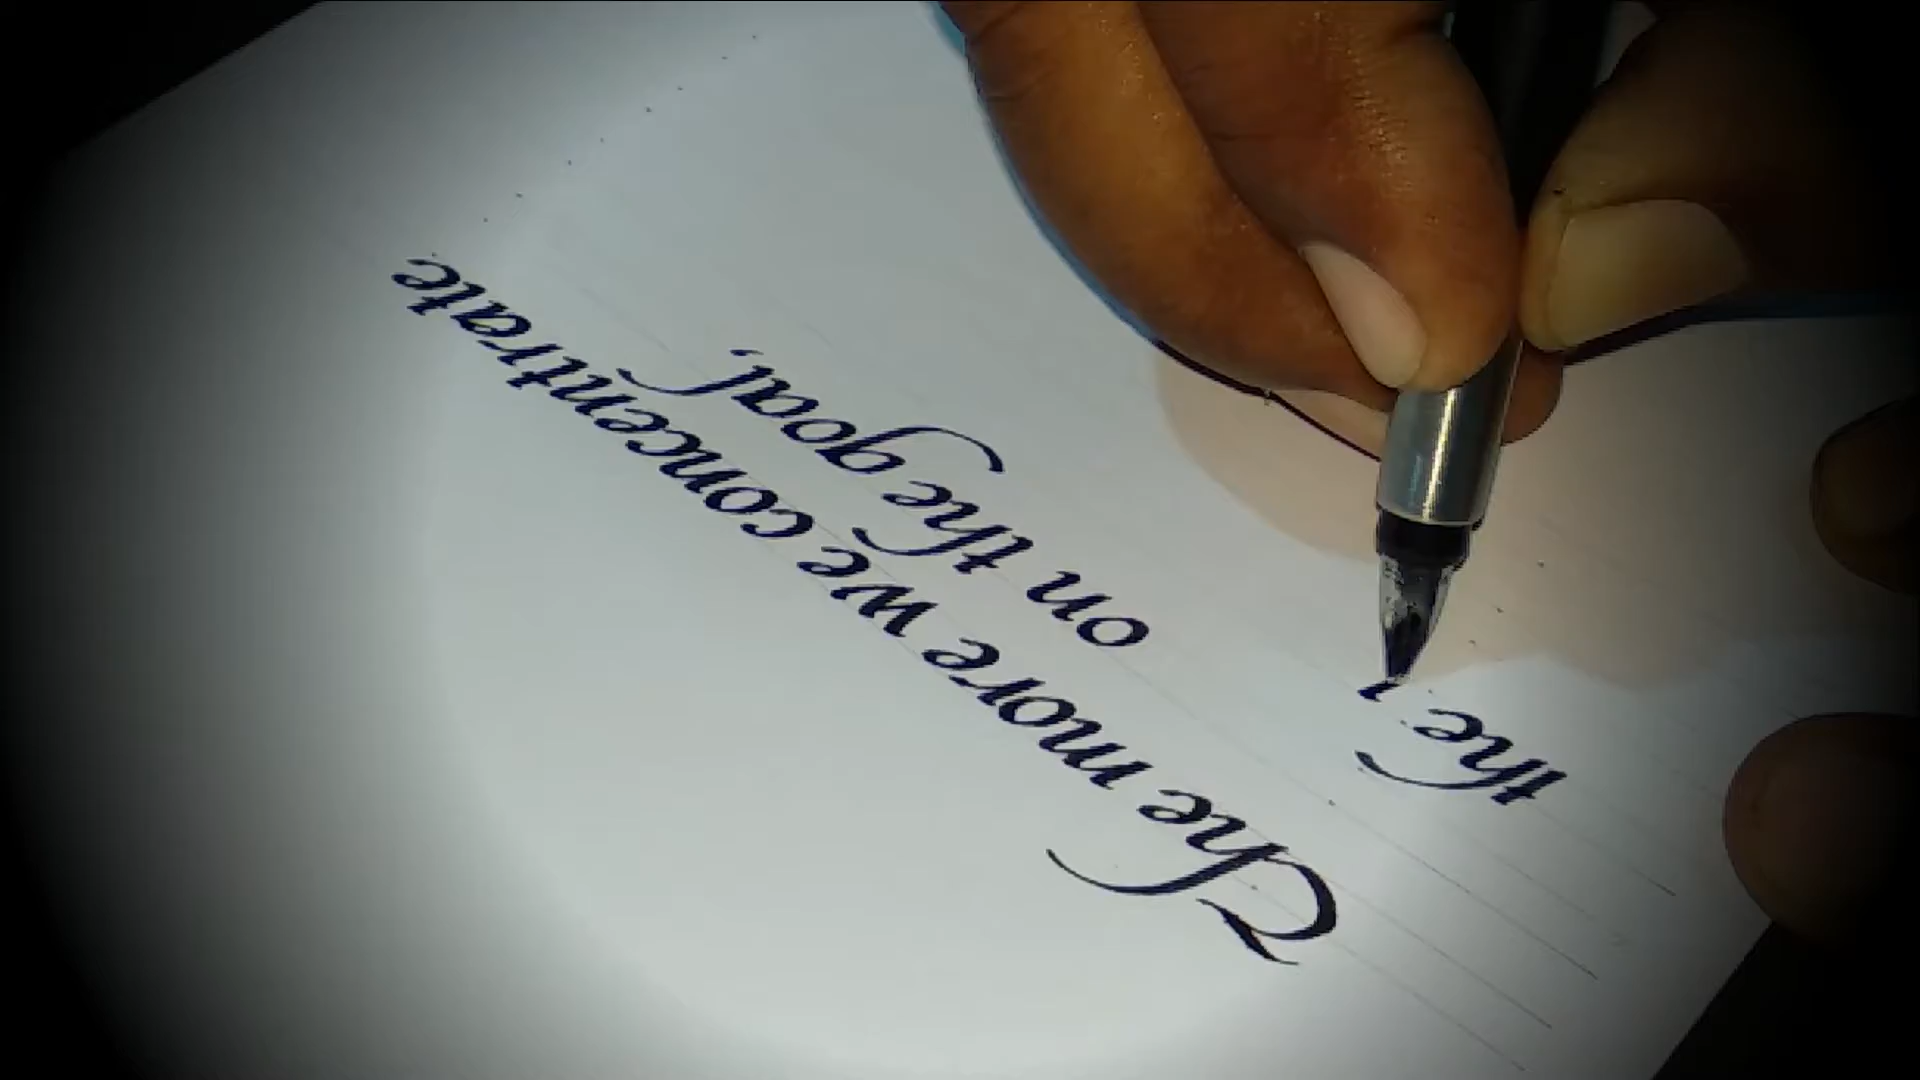 The more we concentrate
on the goal,
the